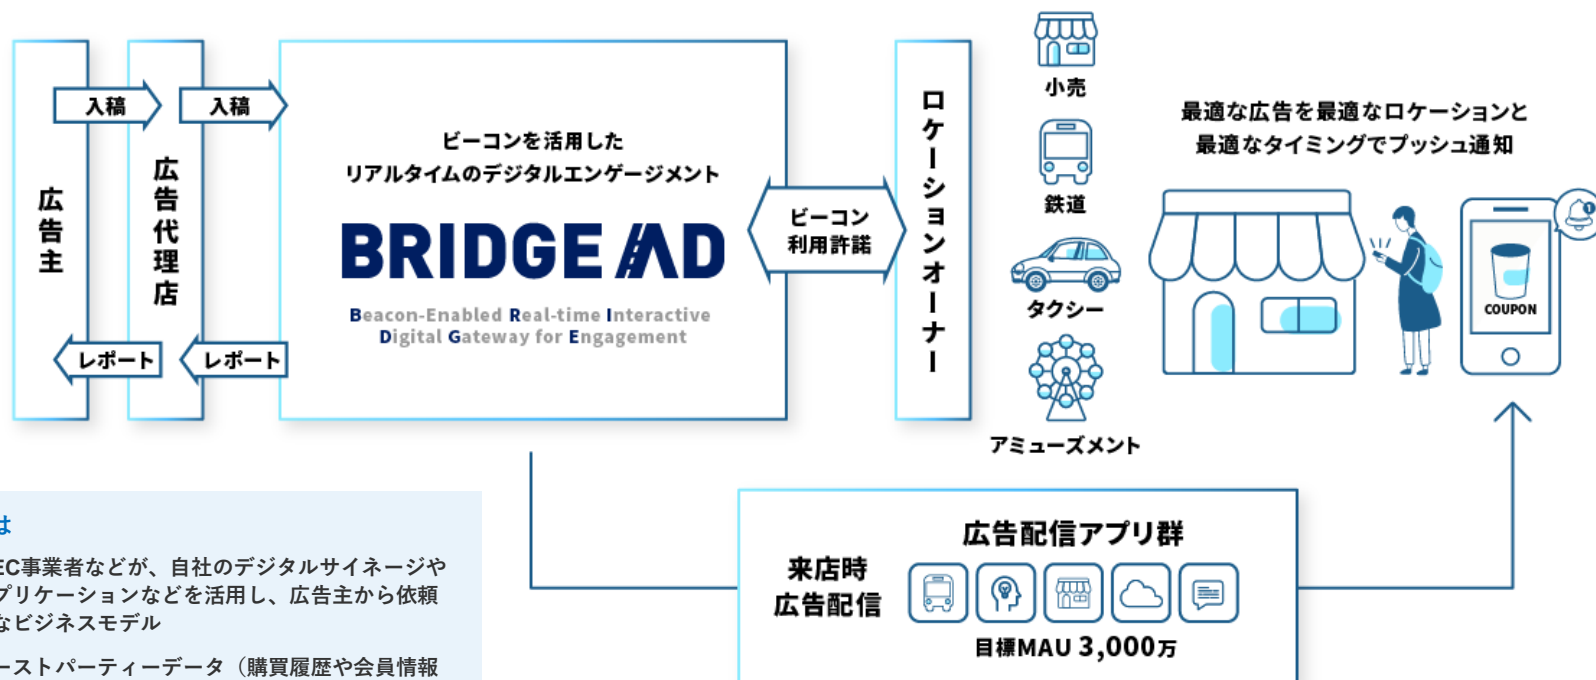 広告主
入稿
レポート
広告代理店
入稿
レポート
ビーコンを活用した
リアルタイムのデジタルエンゲージメント
BRIDGE AD
Beacon-Enabled Real-time Interactive
Digital Gateway for Engagement
ビーコン
利用許諾
ロケーションオーナー
小売
鉄道
タクシー
アミューズメント
最適な広告を最適なロケーションと
最適なタイミングでプッシュ通知
1
COUPON
来店時
広告配信
広告配信アプリ群
目標MAU 3,000万
は
EC事業者などが、自社のデジタルサイネージや
プリケーションなどを活用し、広告主から依頼
なビジネスモデル
ーストパーティーデータ（購買履歴や会員情報